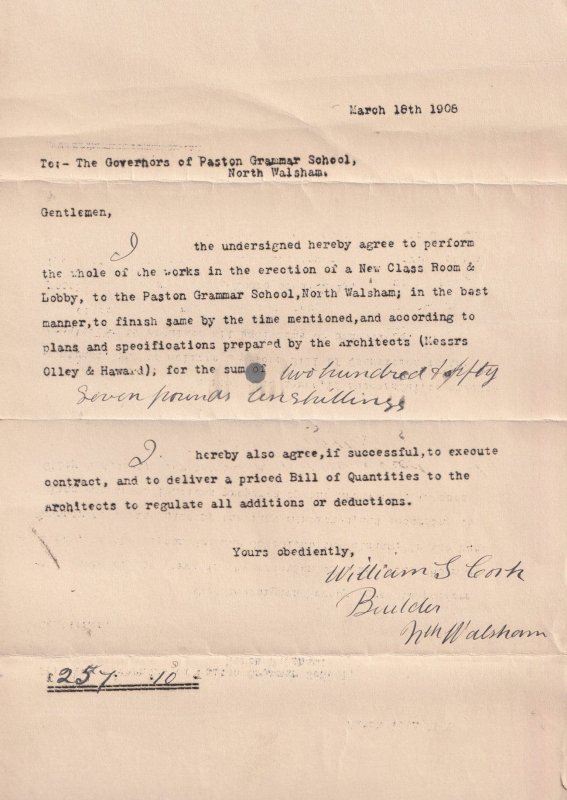 March 18th 1908
To:- The Governors of Paston Grammar School,
North Walsham.
Gentlemen,
I the undersigned hereby agree to perform
the whole of the works in the erection of a New Class Room &
Lobby, to the Paston Grammar School, North Walsham; in the best
manner, to finish same by the time mentioned, and according to
plans and specifications prepared by the Architects (Messrs
Olley & Haward), for the sum of two hundred & fifty
Seven pounds ten shillings
I hereby also agree, if successful, to execute
contract, and to deliver a priced Bill of Quantities to the
Architects to regulate all additions or deductions.
Yours obediently,
William S Cork
Builder
Nth Walsham
£ 257. 10